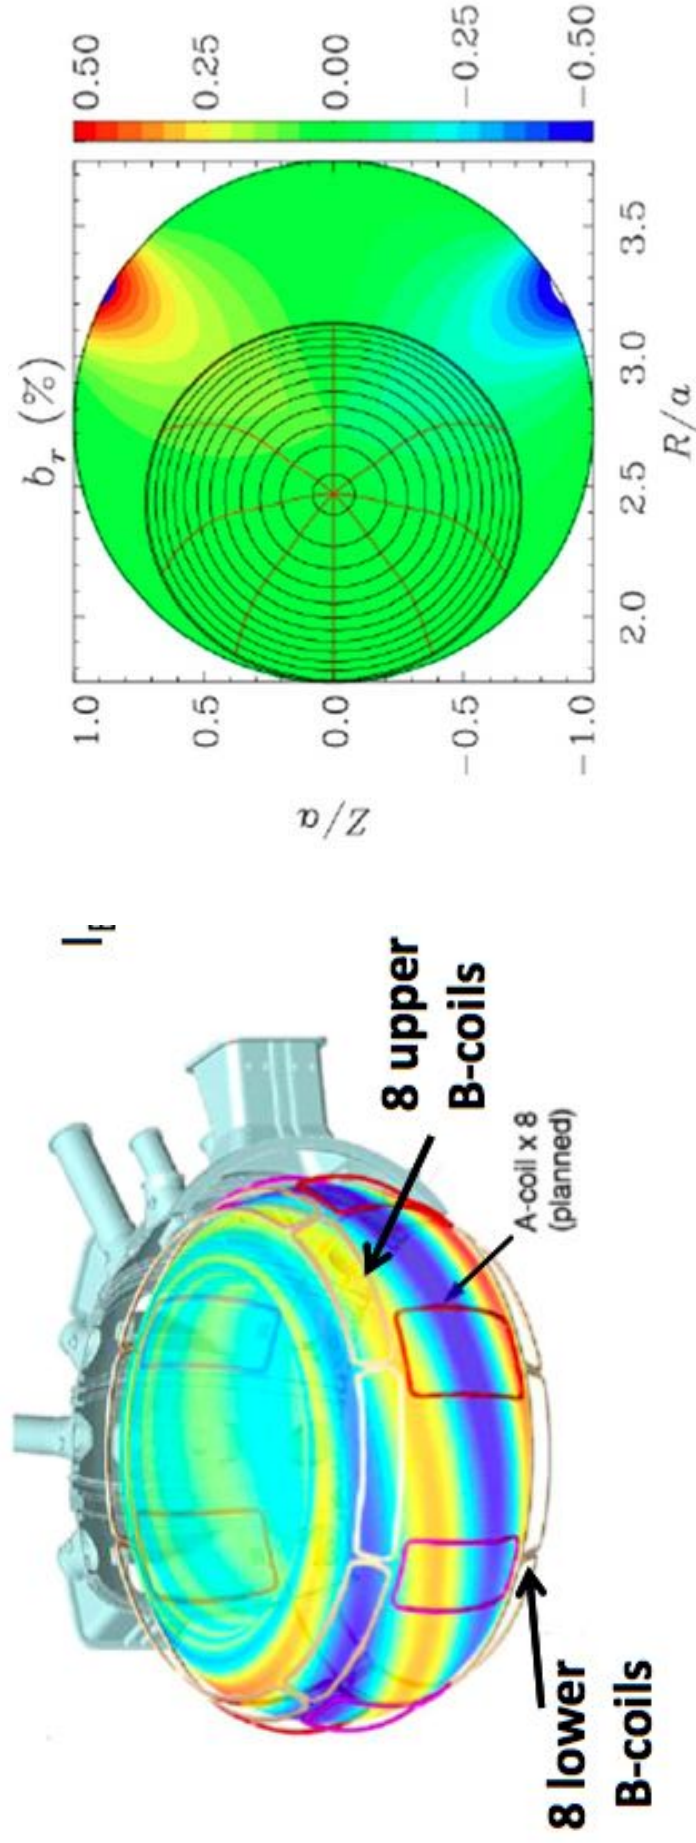 8 lower
B-coils
8 upper
B-coils
A-coil x 8
(planned)
b_r (%)
Z/a
1.0
0.5
0.0
−0.5
−1.0
2.0
2.5
3.0
3.5
R/a
0.50
0.25
0.00
−0.25
−0.50